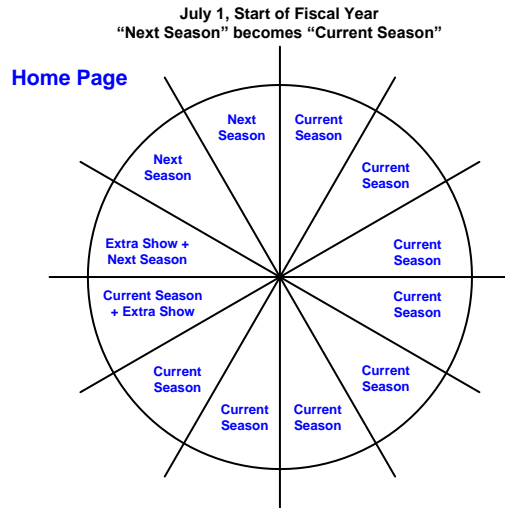 July 1, Start of Fiscal Year
“Next Season” becomes “Current Season”
Home Page
Next
Season
Current
Season
Next
Season
Current
Season
Extra Show +
Next Season
Current
Season
Current Season
+ Extra Show
Current
Season
Current
Season
Current
Season
Current
Season
Current
Season